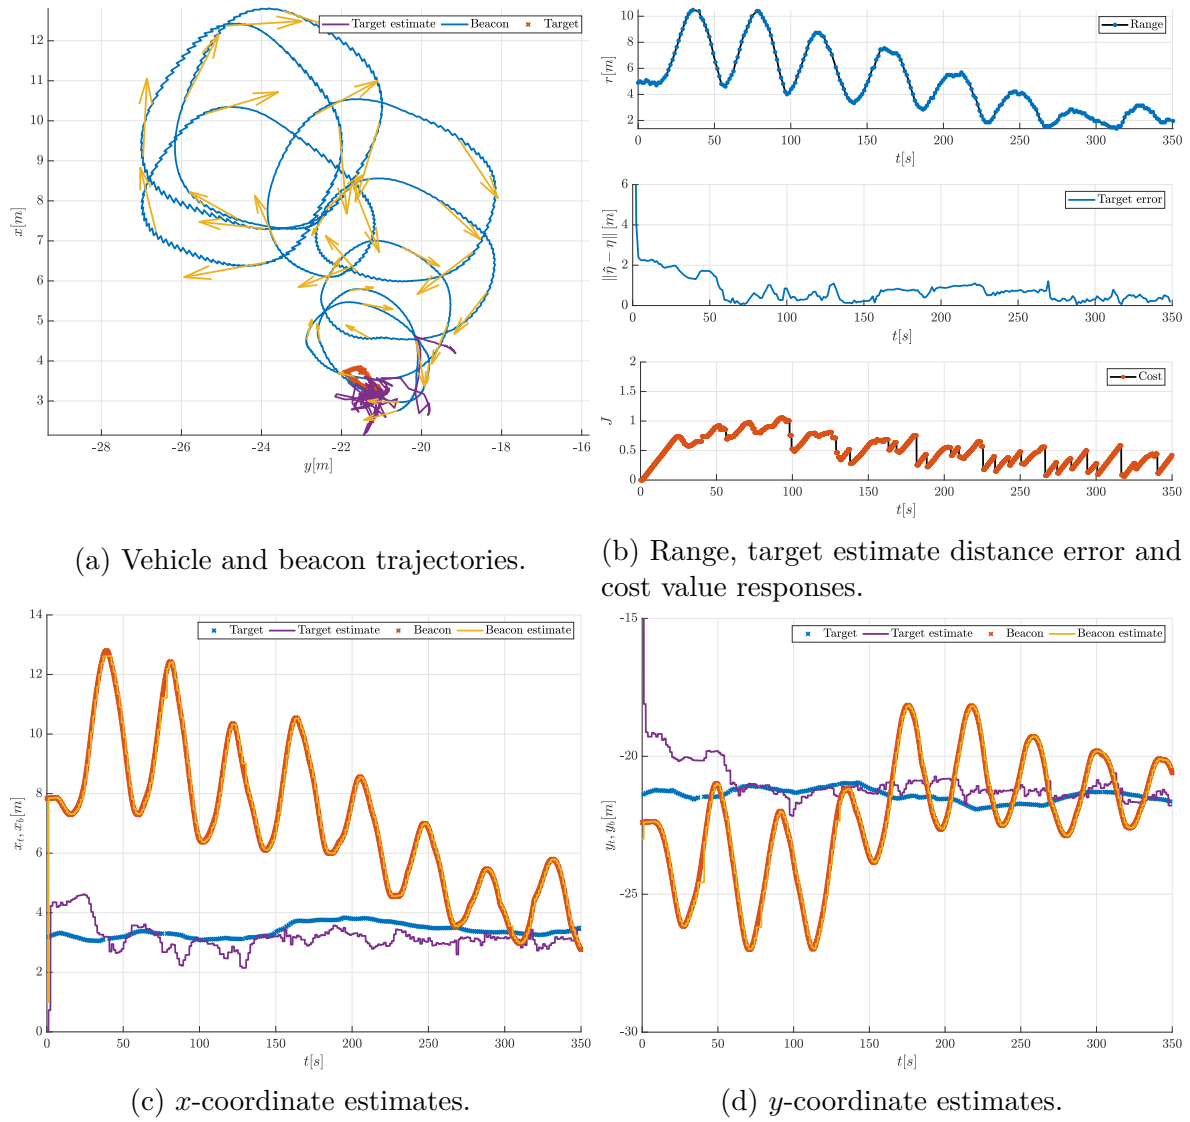 Target estimate Beacon Target
12
11
10
9
8
7
6
5
4
3
x[m]
-28 -26 -24 -22 -20 -18 -16
y[m]
(a) Vehicle and beacon trajectories.
Range
10
8
6
4
2
r[m]
0 50 100 150 200 250 300 350
t[s]
Target error
6
4
2
0
||η̂ − η|| [m]
0 50 100 150 200 250 300 350
t[s]
Cost
2
1.5
1
0.5
0
J
0 50 100 150 200 250 300 350
t[s]
(b) Range, target estimate distance error and
cost value responses.
Target Target estimate Beacon Beacon estimate
14
12
10
8
6
4
2
0
x_t, x_b[m]
0 50 100 150 200 250 300 350
t[s]
(c) x-coordinate estimates.
Target Target estimate Beacon Beacon estimate
-15
-20
-25
-30
y_t, y_b[m]
0 50 100 150 200 250 300 350
t[s]
(d) y-coordinate estimates.